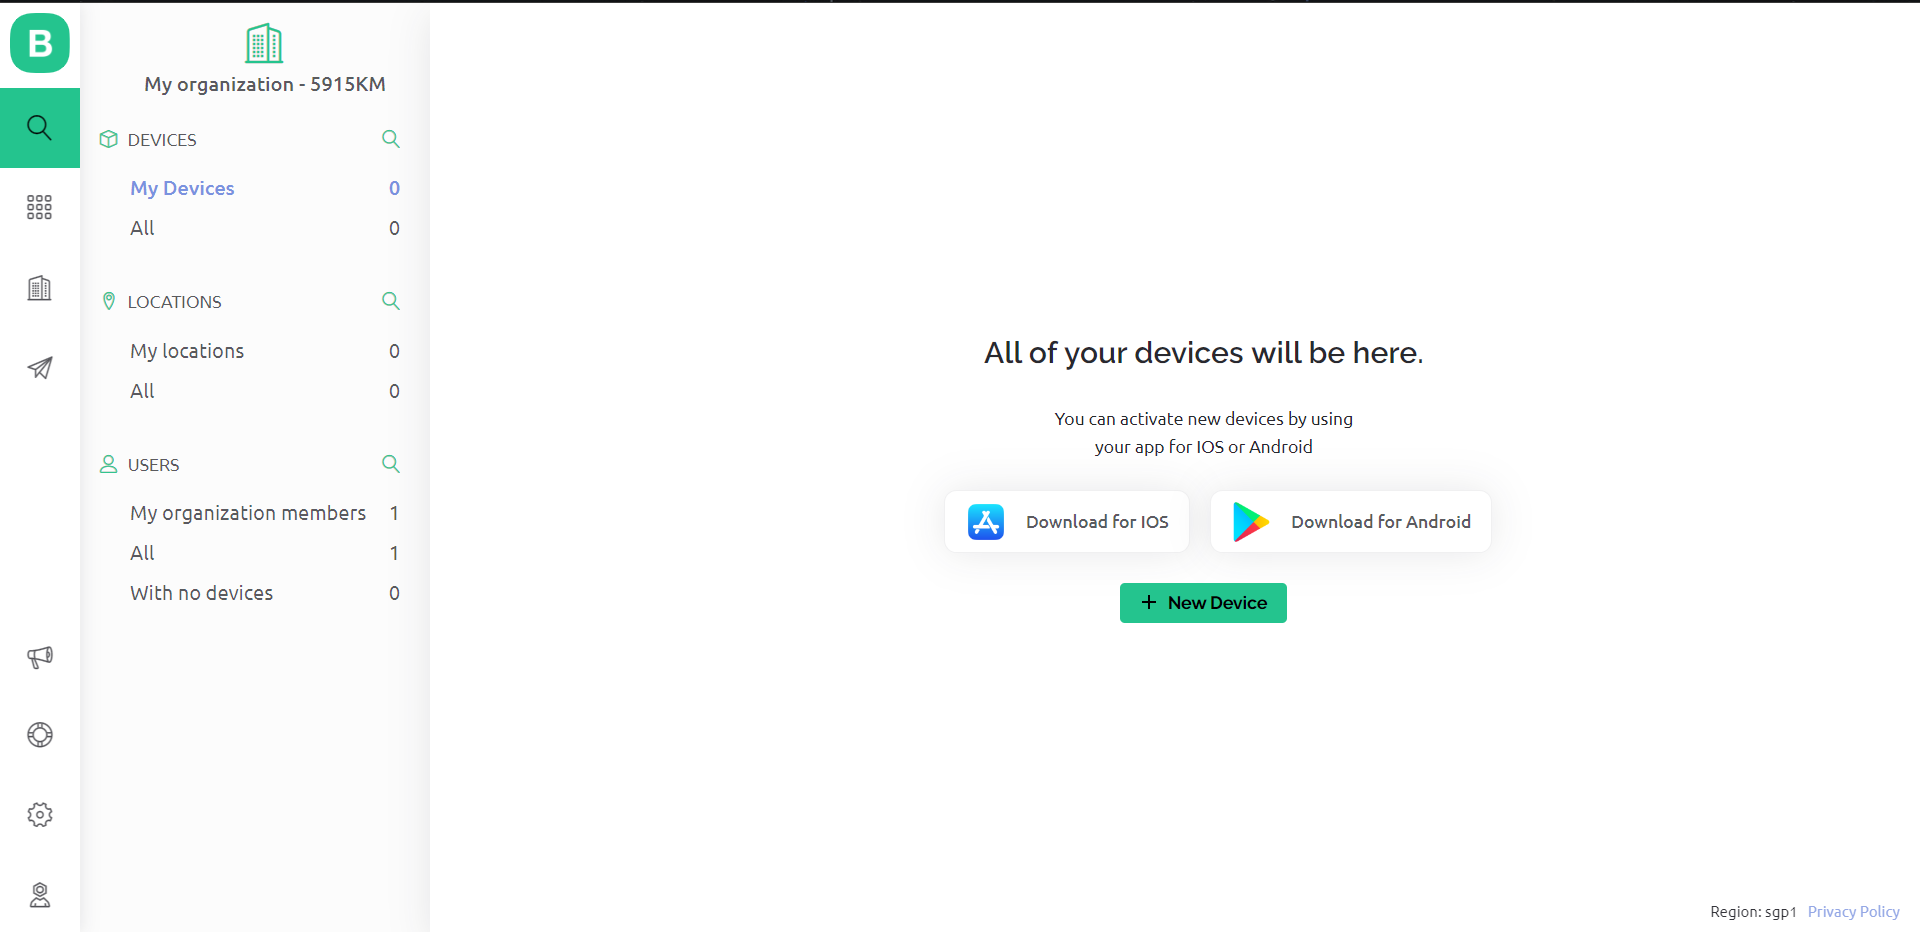 B
My organization - 5915KM
DEVICES
My Devices 0
All 0
LOCATIONS
My locations 0
All 0
USERS
My organization members 1
All 1
With no devices 0
All of your devices will be here.
You can activate new devices by using
your app for IOS or Android
Download for IOS
Download for Android
+ New Device
Region: sgp1 Privacy Policy